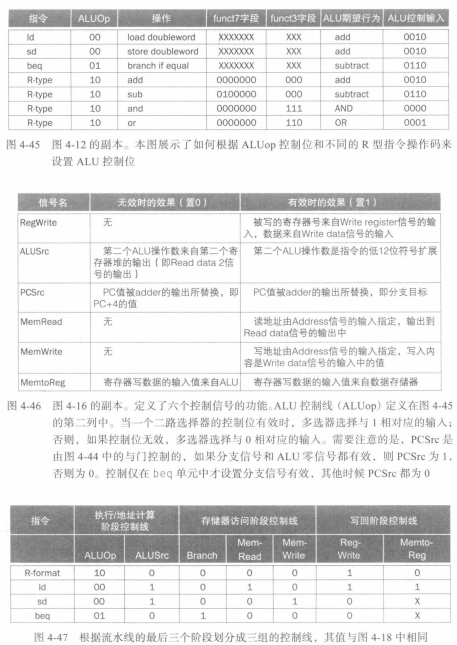 指令 ALUOp 操作 funct7字段 funct3字段 ALU期望行为 ALU控制输入
ld 00 load doubleword XXXXXXX XXX add 0010
sd 00 store doubleword XXXXXXX XXX add 0010
beq 01 branch if equal XXXXXXX XXX subtract 0110
R-type 10 add 0000000 000 add 0010
R-type 10 sub 0100000 000 subtract 0110
R-type 10 and 0000000 111 AND 0000
R-type 10 or 0000000 110 OR 0001
图 4-45 图 4-12 的副本。本图展示了如何根据 ALUop 控制位和不同的 R 型指令操作码来
设置 ALU 控制位
信号名 无效时的效果（置0） 有效时的效果（置1）
RegWrite 无 被写的寄存器号来自Write register信号的输
入，数据来自Write data信号的输入
ALUSrc 第二个ALU操作数来自第二个寄
存器堆的输出（即Read data 2信
号的输出）
第二个ALU操作数是指令的低12位符号扩展
PCSrc PC值被adder的输出所替换，即
PC+4的值
PC值被adder的输出所替换，即分支目标
MemRead 无 读地址由Address信号的输入指定，输出到
Read data信号的输出中
MemWrite 无 写地址由Address信号的输入指定，写入内
容是Write data信号的输入中的值
MemtoReg 寄存器写数据的输入值来自ALU 寄存器写数据的输入值来自数据存储器
图 4-46 图 4-16 的副本。定义了六个控制信号的功能。ALU 控制线（ALUOp）定义在图 4-45
的第二列中。当一个二路选择器的控制位有效时，多选器选择与 1 相对应的输入；
否则，如果控制位无效，多选器选择与 0 相对应的输入。需要注意的是，PCSrc 是
由图 4-44 中的与门控制的，如果分支信号和 ALU 零信号都有效，则 PCSrc 为 1，
否则为 0。控制仅在 beq 单元中才设置分支信号有效，其他时候 PCSrc 都为 0
指令 执行/地址计算
阶段控制线
存储器访问阶段控制线 写回阶段控制线
ALUOp ALUSrc Branch Mem-
Read
Mem-
Write
Reg-
Write
Memto-
Reg
R-format 10 0 0 0 0 1 0
ld 00 1 0 1 0 1 1
sd 00 1 0 0 1 0 X
beq 01 0 1 0 0 0 X
图 4-47 根据流水线的最后三个阶段划分成三组的控制线，其值与图 4-18 中相同